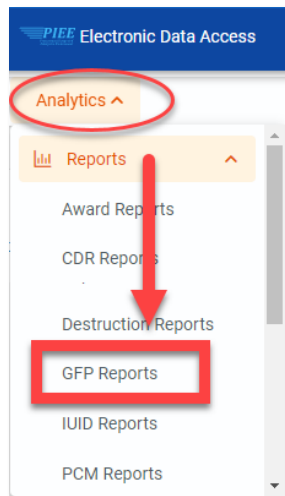 PIEE Electronic Data Access
Analytics
Reports
Award Reports
CDR Reports
Destruction Reports
GFP Reports
IUID Reports
PCM Reports